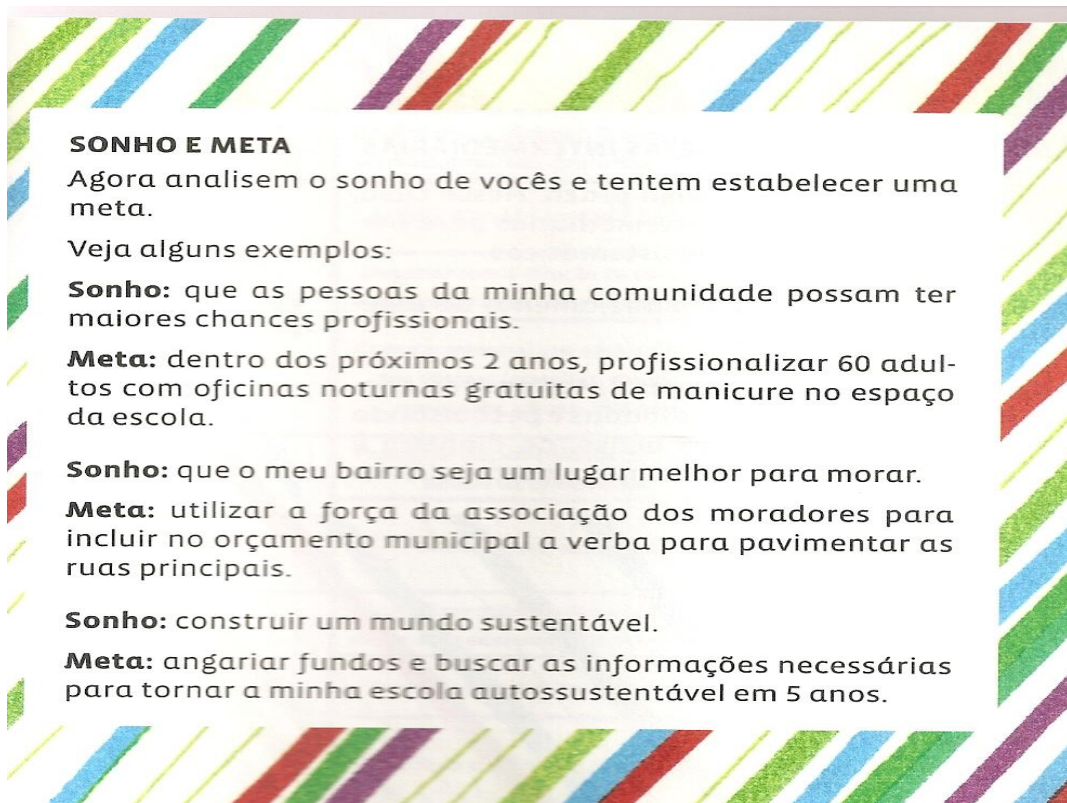 SONHO E META
Agora analisem o sonho de vocês e tentem estabelecer uma
meta.
Veja alguns exemplos:
Sonho: que as pessoas da minha comunidade possam ter
maiores chances profissionais.
Meta: dentro dos próximos 2 anos, profissionalizar 60 adul-
tos com oficinas noturnas gratuitas de manicure no espaço
da escola.
Sonho: que o meu bairro seja um lugar melhor para morar.
Meta: utilizar a força da associação dos moradores para
incluir no orçamento municipal a verba para pavimentar as
ruas principais.
Sonho: construir um mundo sustentável.
Meta: angariar fundos e buscar as informações necessárias
para tornar a minha escola autossustentável em 5 anos.